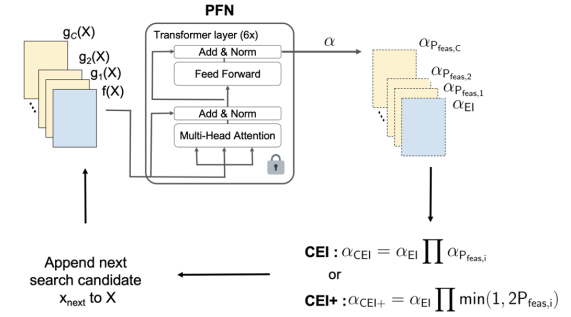 PFN
Transformer layer (6x)
Add & Norm
Feed Forward
Add & Norm
Multi-Head Attention
g_C(X)
g_2(X)
g_1(X)
f(X)
α
α_{P_{feas,C}}
α_{P_{feas,2}}
α_{P_{feas,1}}
α_{EI}
CEI : α_{CEI} = α_{EI} ∏ α_{P_{feas,i}}
or
CEI+ : α_{CEI+} = α_{EI} ∏ min(1, 2P_{feas,i})
Append next
search candidate
x_{next} to X